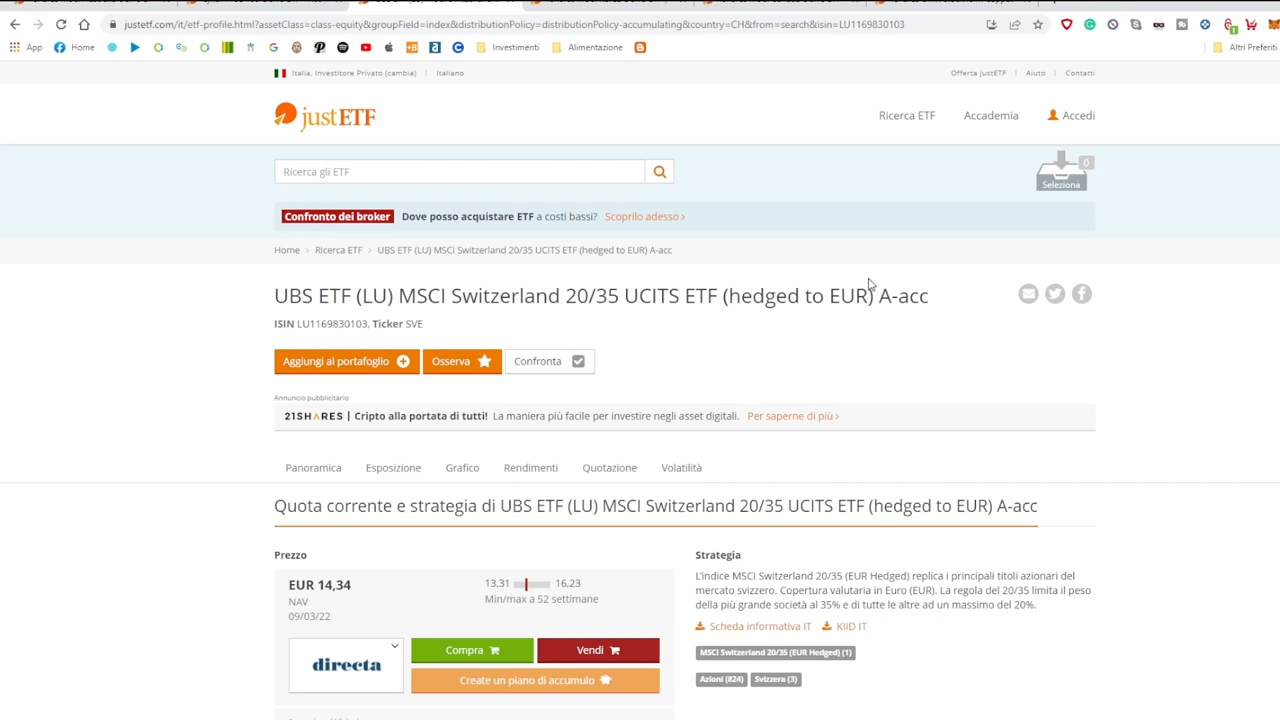 justetf.com/it/etf-profile.html?assetClass=class-equity&groupField=index&distributionPolicy=distributionPolicy-accumulating&country=CH&from=search&isin=LU1169830103
App Home Investimenti Alimentazione Altri Preferiti
Italia, Investitore Privato (cambia) | Italiano Offerta justETF | Aiuto | Contatti
justETF Ricerca ETF Accademia Accedi
Ricerca gli ETF
0
Seleziona
Confronto dei broker Dove posso acquistare ETF a costi bassi? Scoprilo adesso ›
Home › Ricerca ETF › UBS ETF (LU) MSCI Switzerland 20/35 UCITS ETF (hedged to EUR) A-acc
UBS ETF (LU) MSCI Switzerland 20/35 UCITS ETF (hedged to EUR) A-acc
ISIN LU1169830103, Ticker SVE
Aggiungi al portafoglio Osserva Confronta
Annuncio pubblicitario
21SHARES | Cripto alla portata di tutti! La maniera più facile per investire negli asset digitali. Per saperne di più ›
Panoramica Esposizione Grafico Rendimenti Quotazione Volatilità
Quota corrente e strategia di UBS ETF (LU) MSCI Switzerland 20/35 UCITS ETF (hedged to EUR) A-acc
Prezzo
EUR 14,34
NAV
09/03/22
13,31 16,23
Min/max a 52 settimane
directa
Compra Vendi
Create un piano di accumulo
Strategia
L'indice MSCI Switzerland 20/35 (EUR Hedged) replica i principali titoli azionari del
mercato svizzero. Copertura valutaria in Euro (EUR). La regola del 20/35 limita il peso
della più grande società al 35% e di tutte le altre ad un massimo del 20%.
Scheda informativa IT KIID IT
MSCI Switzerland 20/35 (EUR Hedged) (1)
Azioni (824) Svizzera (3)